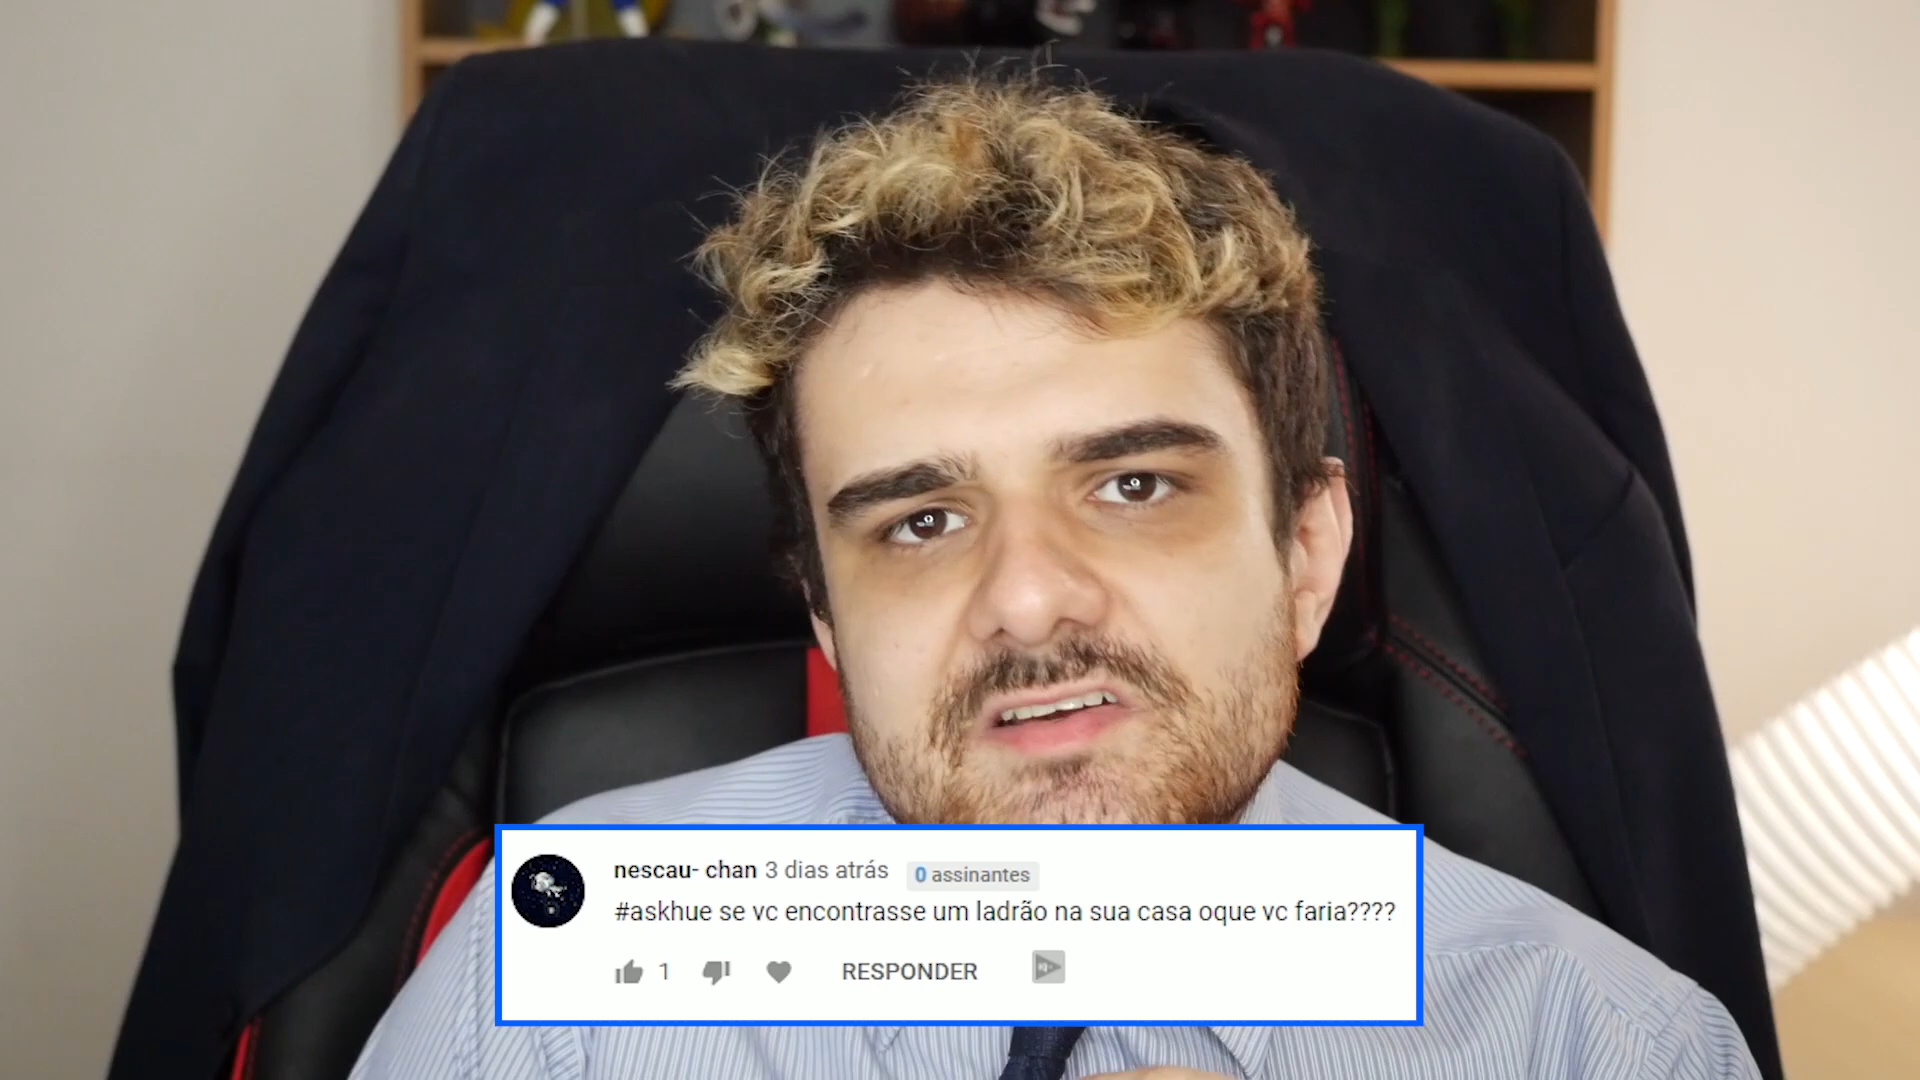 nescau- chan 3 dias atrás 0 assinantes
#askhue se vc encontrasse um ladrão na sua casa oque vc faria????
1 RESPONDER